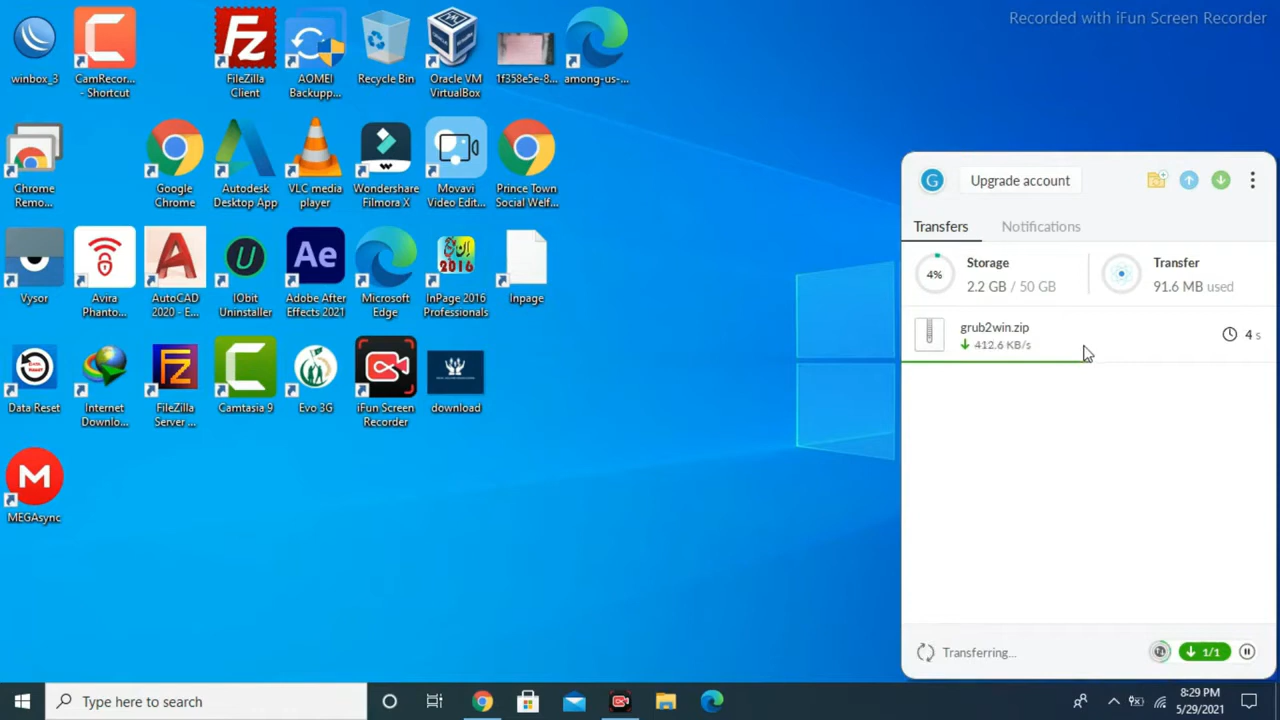 Recorded with iFun Screen Recorder
winbox_3
CamRecor...
- Shortcut
FileZilla
Client
AOMEI
Backupp...
Recycle Bin
Oracle VM
VirtualBox
1f358e5e-8...
among-us-...
Chrome
Remo...
Google
Chrome
Autodesk
Desktop App
VLC media
player
Wondershare
Filmora X
Movavi
Video Edit...
Prince Town
Social Welf...
Vysor
Avira
Phanto...
AutoCAD
2020 - E...
IObit
Uninstaller
Adobe After
Effects 2021
Microsoft
Edge
InPage 2016
Professionals
Inpage
Data Reset
Internet
Downlo...
FileZilla
Server ...
Camtasia 9
Evo 3G
iFun Screen
Recorder
download
MEGAsync
G
Upgrade account
Transfers
Notifications
4%
Storage
2.2 GB / 50 GB
Transfer
91.6 MB used
grub2win.zip
412.6 KB/s
4 s
Transferring...
1/1
Type here to search
8:29 PM
5/29/2021